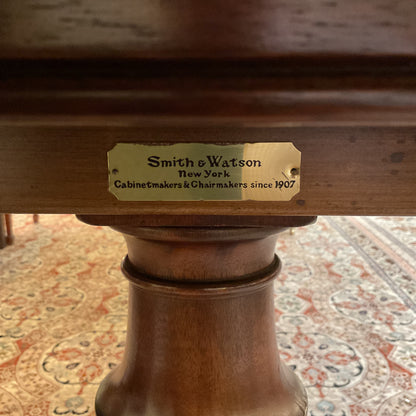 Smith & Watson
New York
Cabinetmakers & Chairmakers since 1907